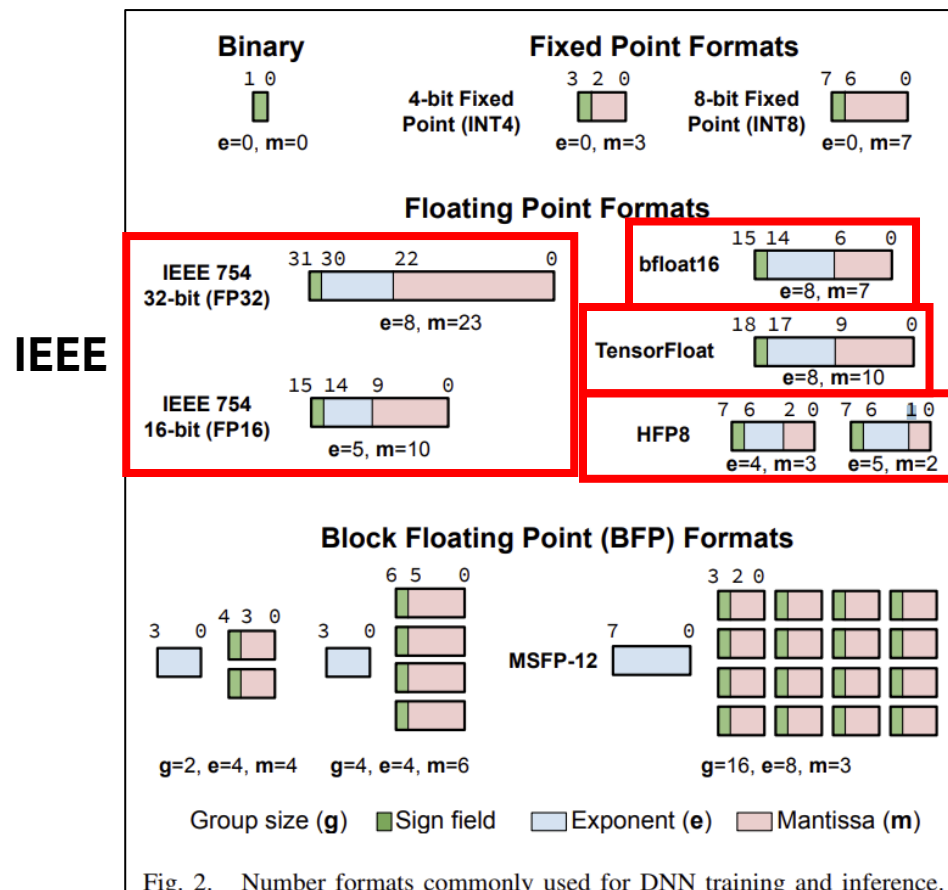 Binary
1 0
e=0, m=0
Fixed Point Formats
4-bit Fixed
Point (INT4)
3 2 0
e=0, m=3
8-bit Fixed
Point (INT8)
7 6 0
e=0, m=7
Floating Point Formats
IEEE
IEEE 754
32-bit (FP32)
31 30 22 0
e=8, m=23
IEEE 754
16-bit (FP16)
15 14 9 0
e=5, m=10
bfloat16
15 14 6 0
e=8, m=7
TensorFloat
18 17 9 0
e=8, m=10
HFP8
7 6 2 0
e=4, m=3
7 6 1 0
e=5, m=2
Block Floating Point (BFP) Formats
3 0
4 3 0
g=2, e=4, m=4
3 0
6 5 0
g=4, e=4, m=6
MSFP-12
7 0
3 2 0
g=16, e=8, m=3
Group size (g) Sign field Exponent (e) Mantissa (m)
Fig. 2. Number formats commonly used for DNN training and inference.